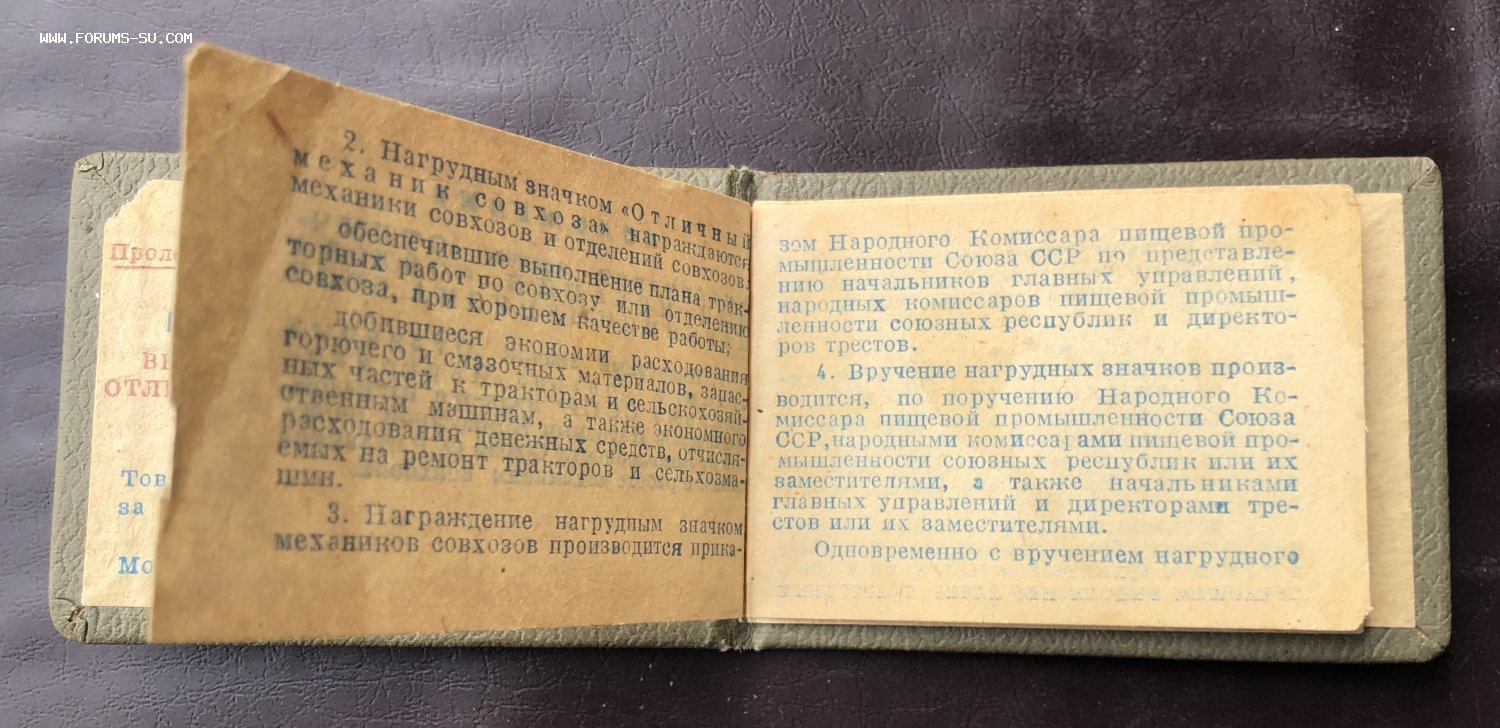 WWW.FORUMS-SU.COM
2. Нагрудным значком «Отличный
механик совхоза» награждаются
механики совхозов и отделений совхозов:
обеспечившие выполнение плана трак-
торных работ по совхозу или отделению
совхоза, при хорошем качестве работы;
добившиеся экономии расходования
горючего и смазочных материалов, запас-
ных частей к тракторам и сельскохозяй-
ственным машинам, а также экономного
расходования денежных средств, отчисля-
емых на ремонт тракторов и сельхозма-
шин.
3. Награждение нагрудным значком
механиков совхозов производится прика-
зом Народного Комиссара пищевой про-
мышленности Союза ССР по представле-
нию начальников главных управлений,
народных комиссаров пищевой промыш-
ленности союзных республик и директо-
ров трестов.
4. Вручение нагрудных значков произ-
водится, по поручению Народного Ко-
миссара пищевой промышленности Союза
ССР, народными комиссарами пищевой про-
мышленности союзных республик или их
заместителями, а также начальниками
главных управлений и директорами тре-
стов или их заместителями.
Одновременно с вручением нагрудного
Проле
ОТЛИ
Тов
за
Мо